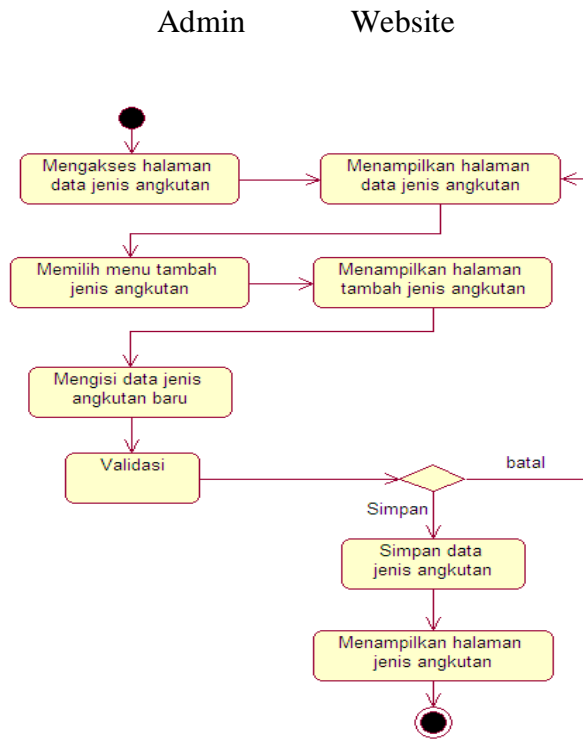 Admin Website
Mengakses halaman
data jenis angkutan
Menampilkan halaman
data jenis angkutan
Memilih menu tambah
jenis angkutan
Menampilkan halaman
tambah jenis angkutan
Mengisi data jenis
angkutan baru
Validasi
batal
Simpan
Simpan data
jenis angkutan
Menampilkan halaman
jenis angkutan